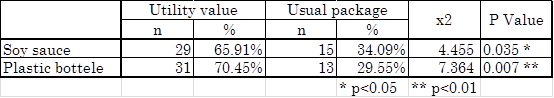 Utility value Usual package x2 P Value
n % n %
Soy sauce 29 65.91% 15 34.09% 4.455 0.035 *
Plastic bottele 31 70.45% 13 29.55% 7.364 0.007 **
* p<0.05 ** p<0.01